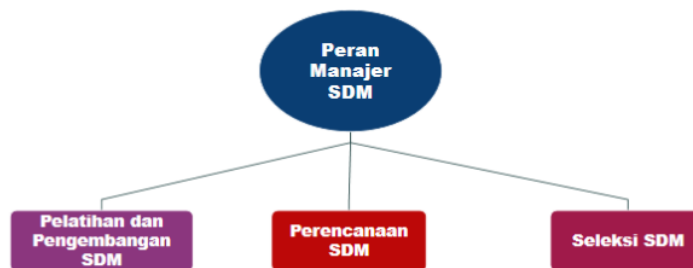 Peran
Manajer
SDM
Pelatihan dan
Pengembangan
SDM
Perencanaan
SDM
Seleksi SDM